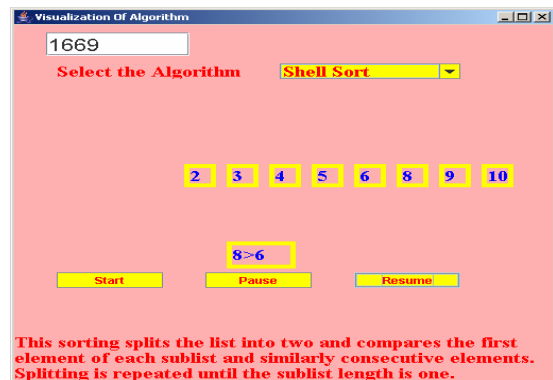 Visualization Of Algorithm
1669
Select the Algorithm Shell Sort
2 3 4 5 6 8 9 10
8>6
Start Pause Resume
This sorting splits the list into two and compares the first
element of each sublist and similarly consecutive elements.
Splitting is repeated until the sublist length is one.